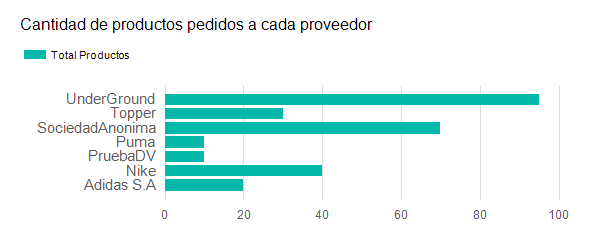 Cantidad de productos pedidos a cada proveedor
Total Productos
UnderGround
Topper
SociedadAnonima
Puma
PruebaDV
Nike
Adidas S.A
0 20 40 60 80 100